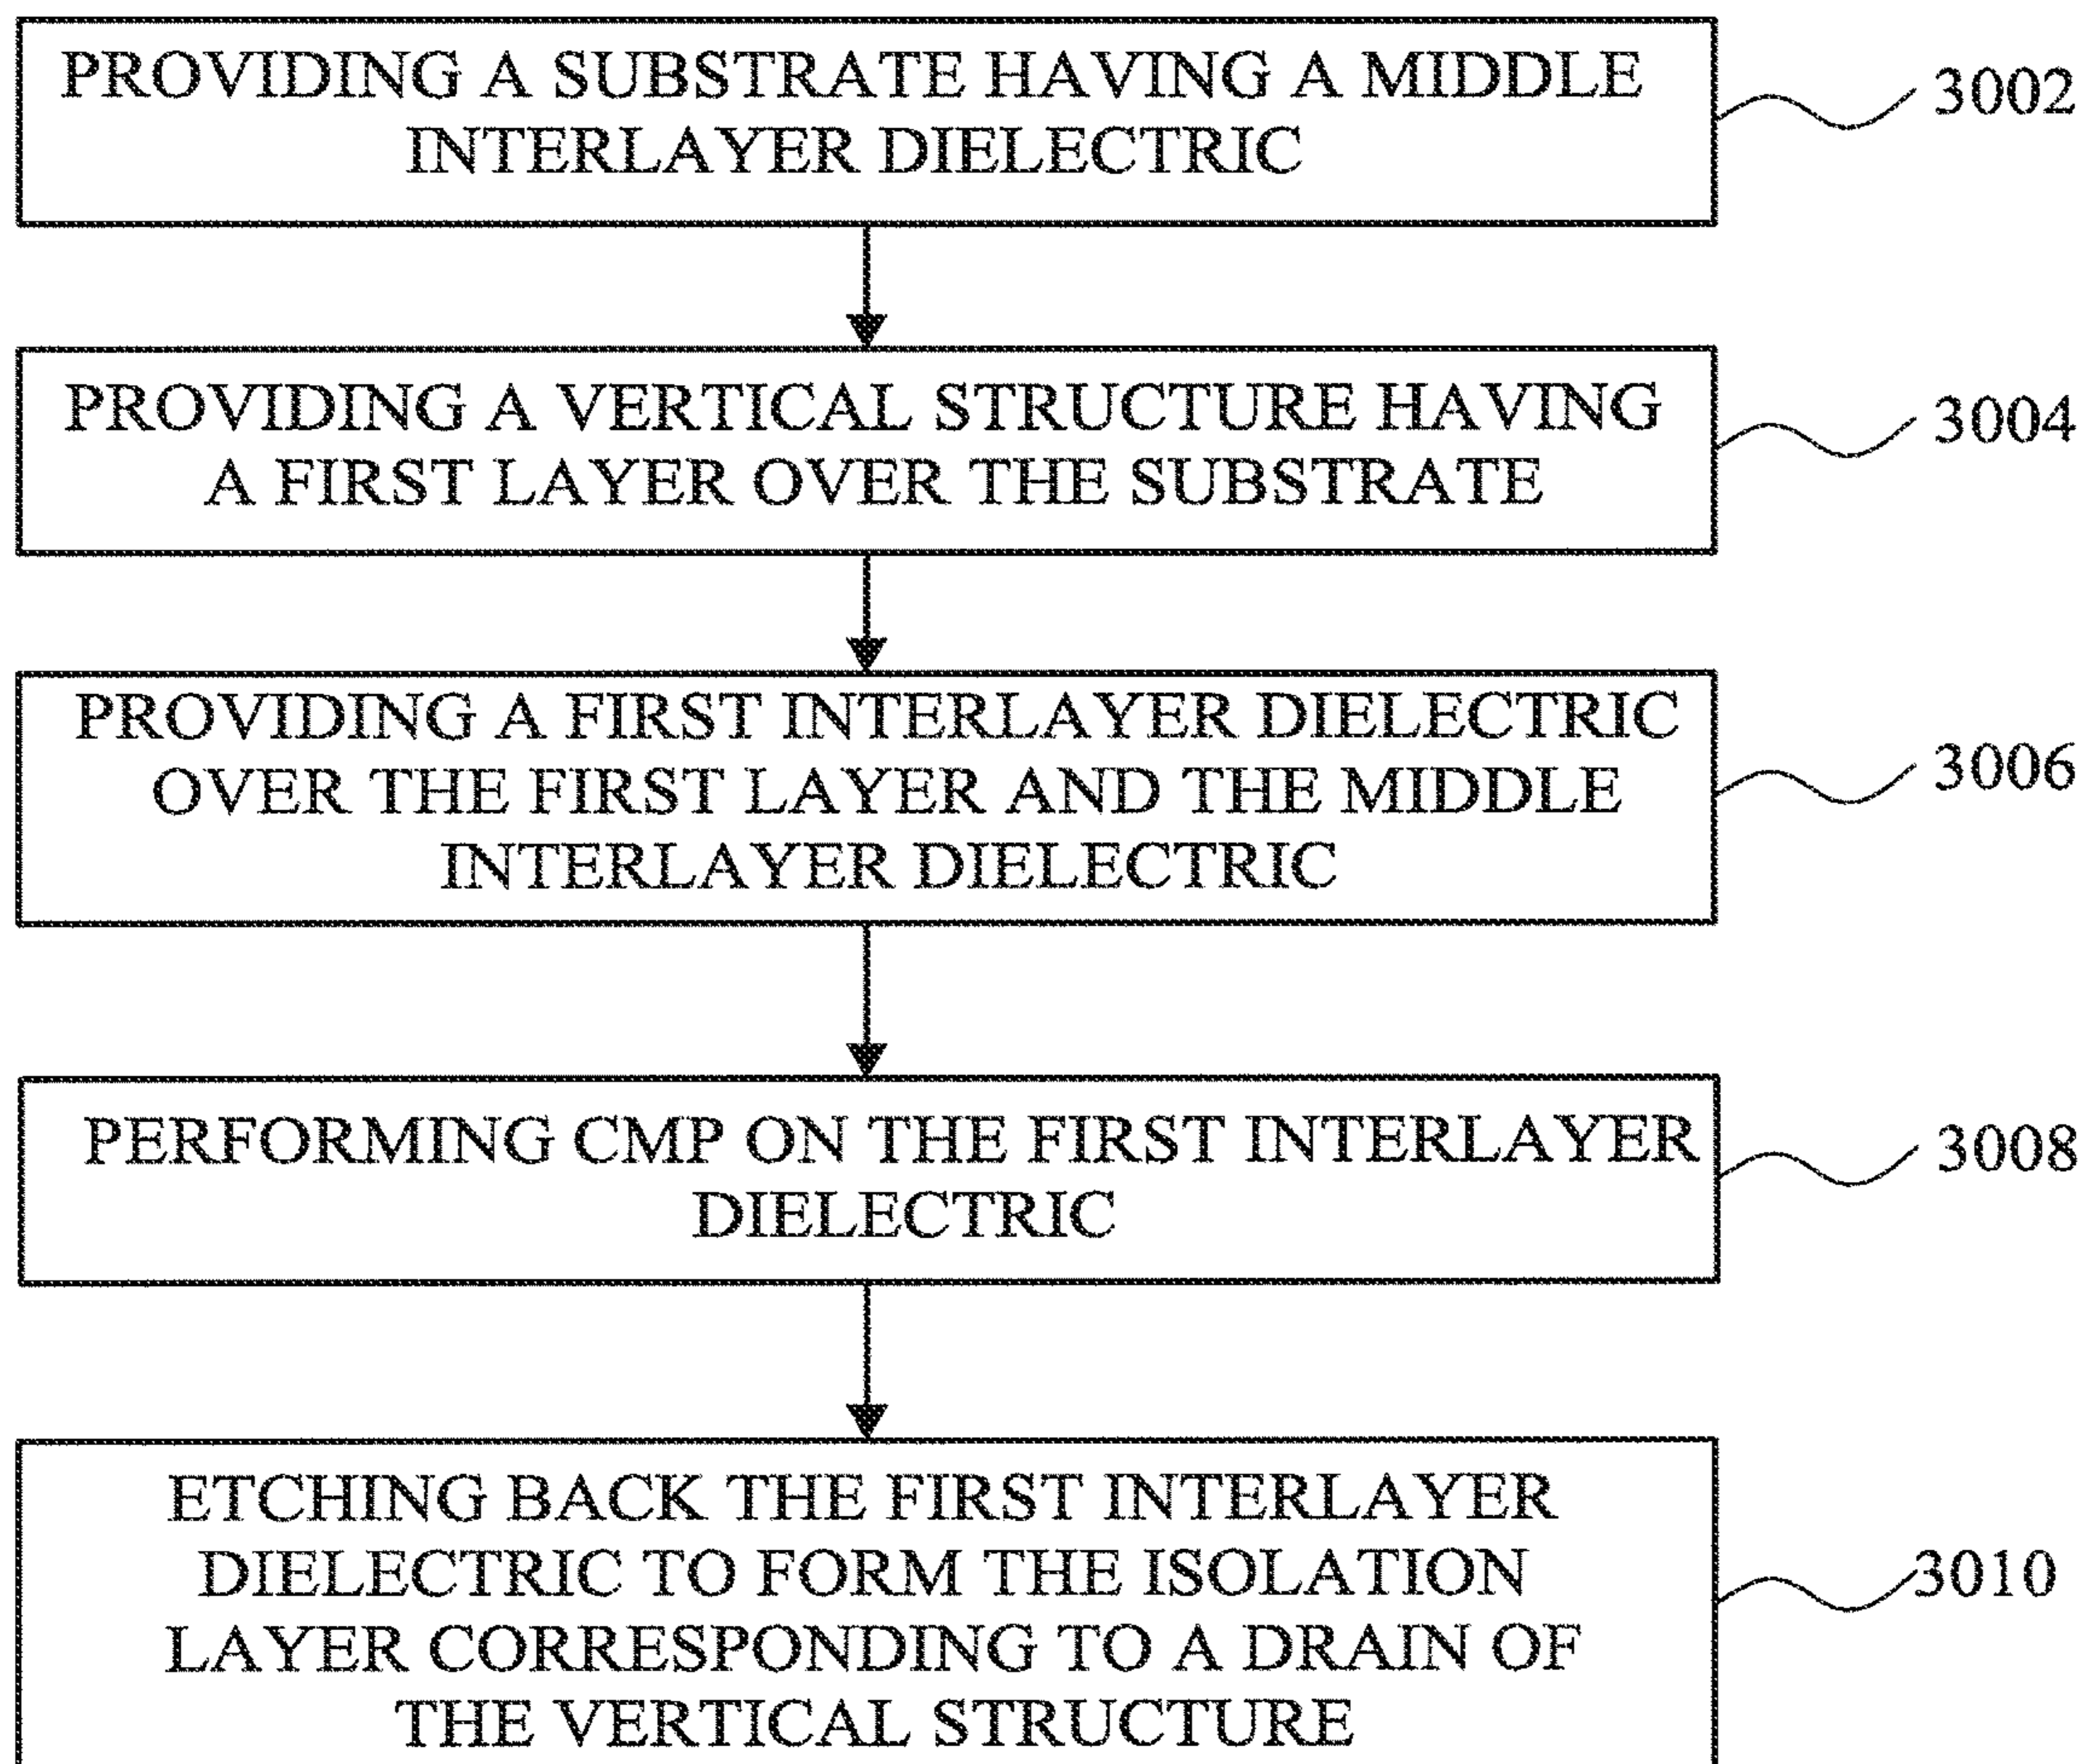 PROVIDING A SUBSTRATE HAVING A MIDDLE
INTERLAYER DIELECTRIC
3002
PROVIDING A VERTICAL STRUCTURE HAVING
A FIRST LAYER OVER THE SUBSTRATE
3004
PROVIDING A FIRST INTERLAYER DIELECTRIC
OVER THE FIRST LAYER AND THE MIDDLE
INTERLAYER DIELECTRIC
3006
PERFORMING CMP ON THE FIRST INTERLAYER
DIELECTRIC
3008
ETCHING BACK THE FIRST INTERLAYER
DIELECTRIC TO FORM THE ISOLATION
LAYER CORRESPONDING TO A DRAIN OF
THE VERTICAL STRUCTURE
3010